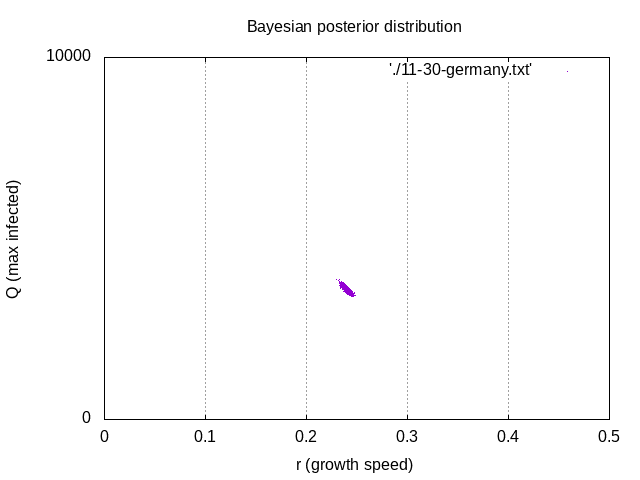 Bayesian posterior distribution
10000
'./11-30-germany.txt'
Q (max infected)
0
0 0.1 0.2 0.3 0.4 0.5
r (growth speed)